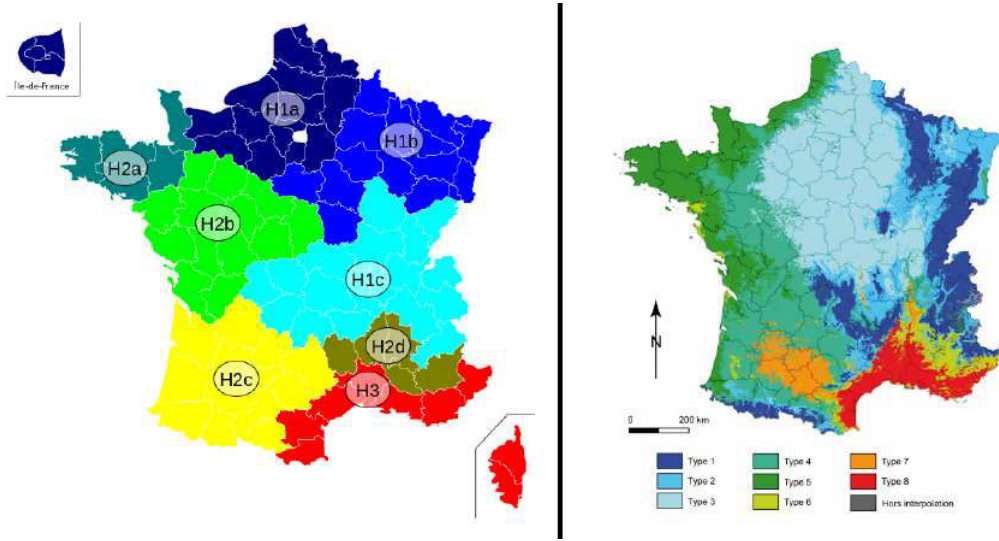 Île-de-France
H1a
H1b
H2a
H2b
H1c
H2d
H2c
H3
N
0 200 km
Type 1 Type 4 Type 7
Type 2 Type 5 Type 8
Type 3 Type 6 Hors interpolation